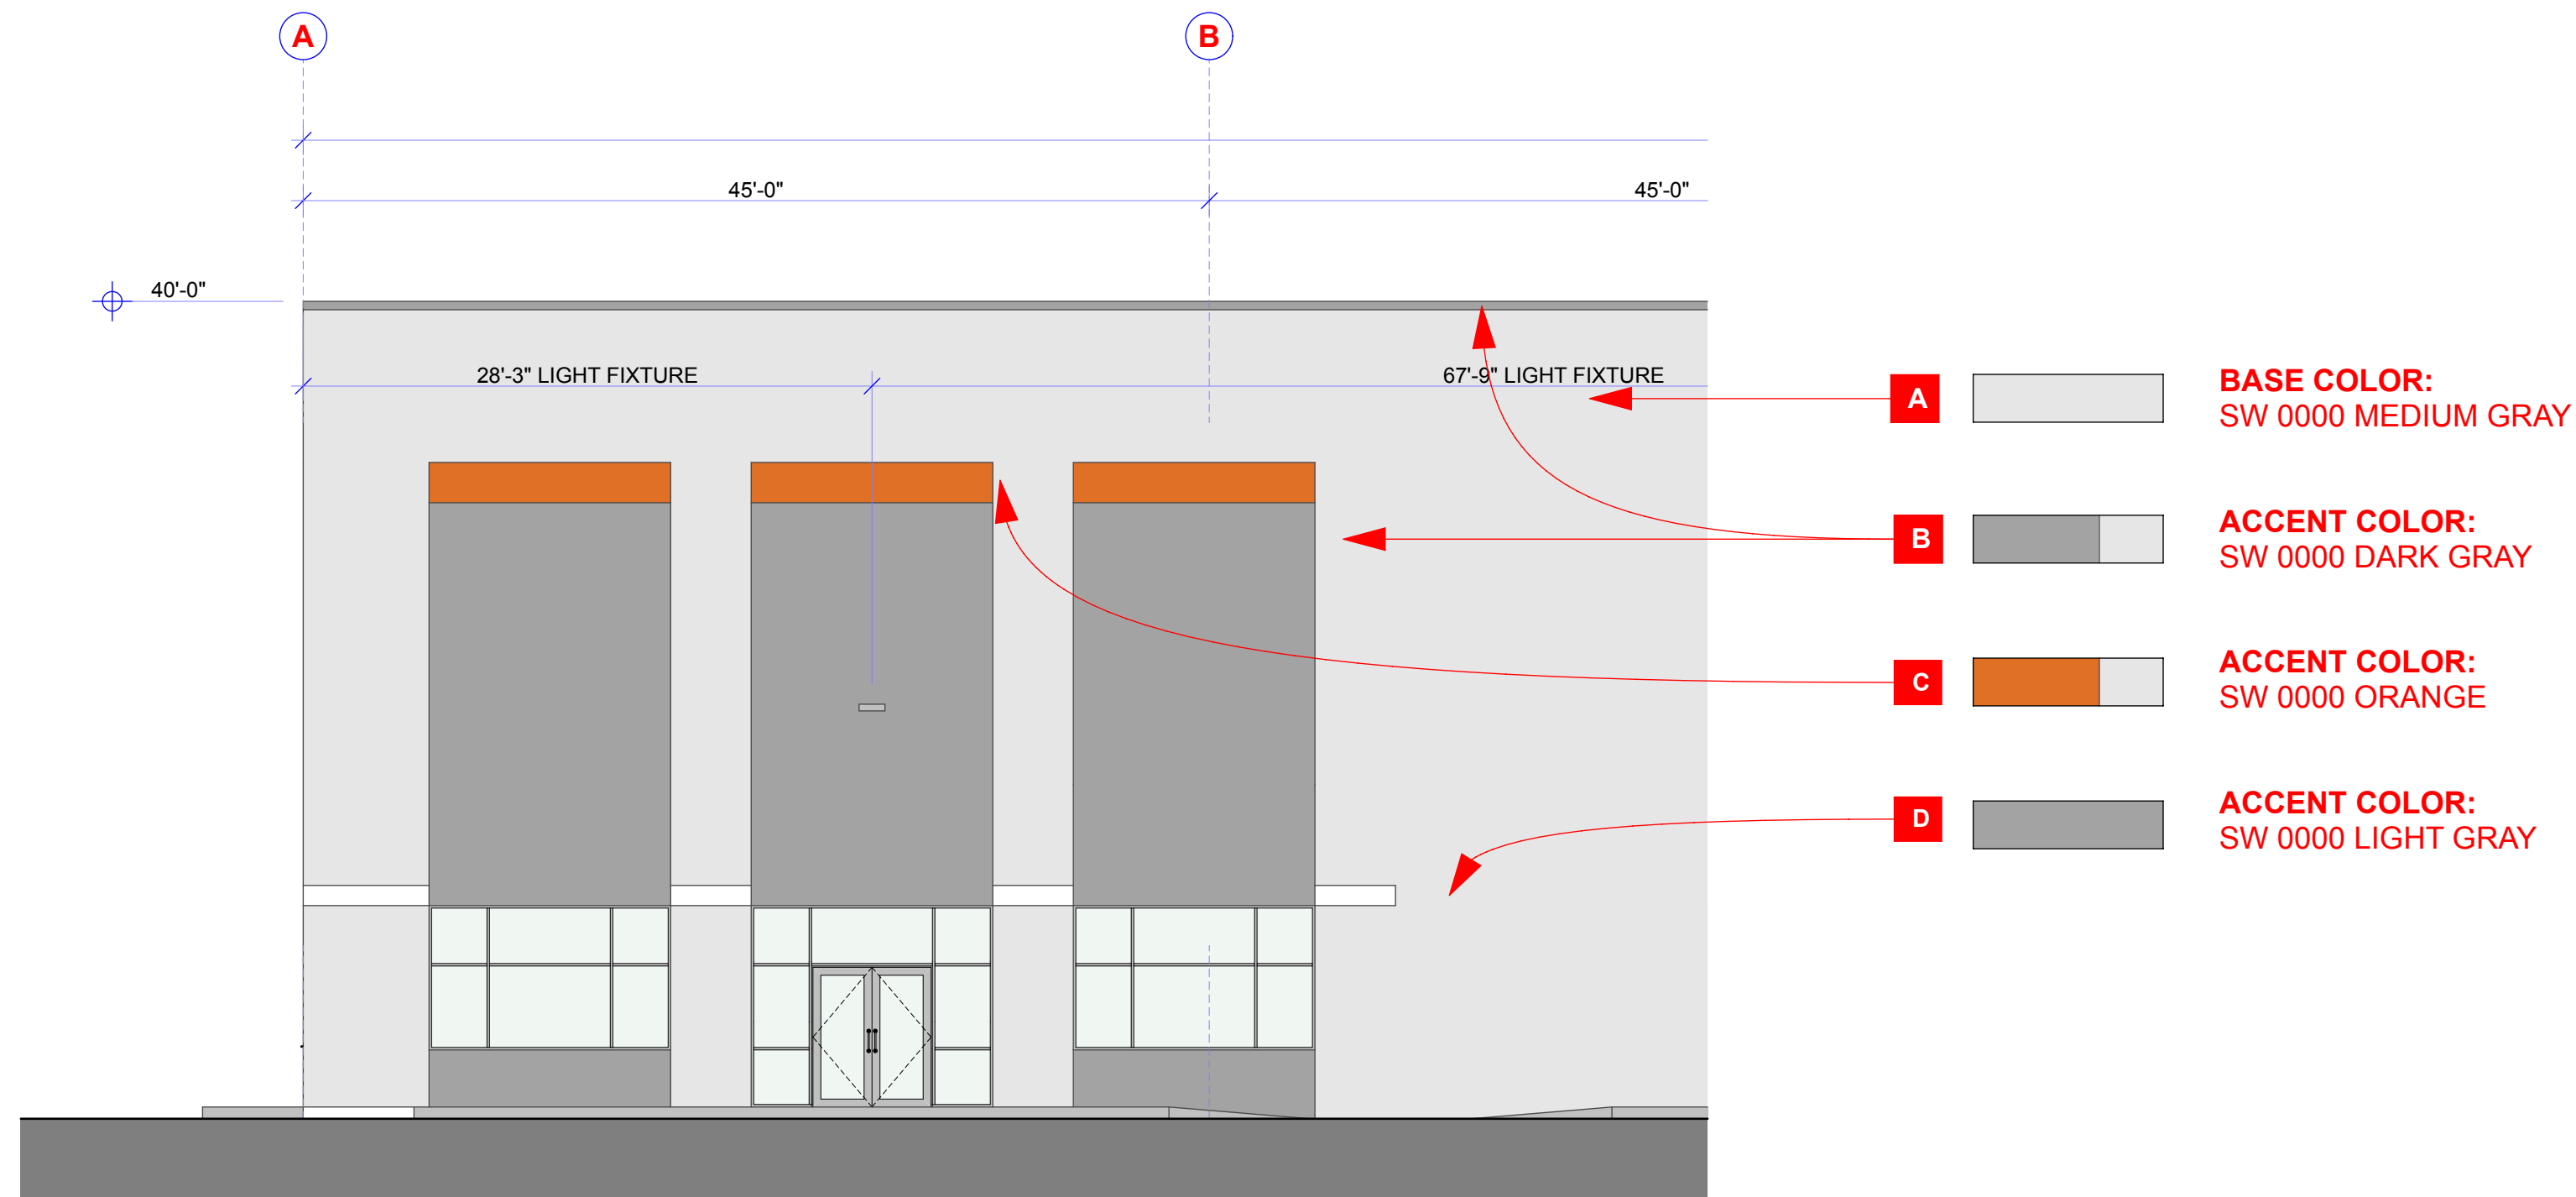 A
B
45'-0"
45'-0"
40'-0"
28'-3" LIGHT FIXTURE
67'-9" LIGHT FIXTURE
A
BASE COLOR:
SW 0000 MEDIUM GRAY
B
ACCENT COLOR:
SW 0000 DARK GRAY
C
ACCENT COLOR:
SW 0000 ORANGE
D
ACCENT COLOR:
SW 0000 LIGHT GRAY